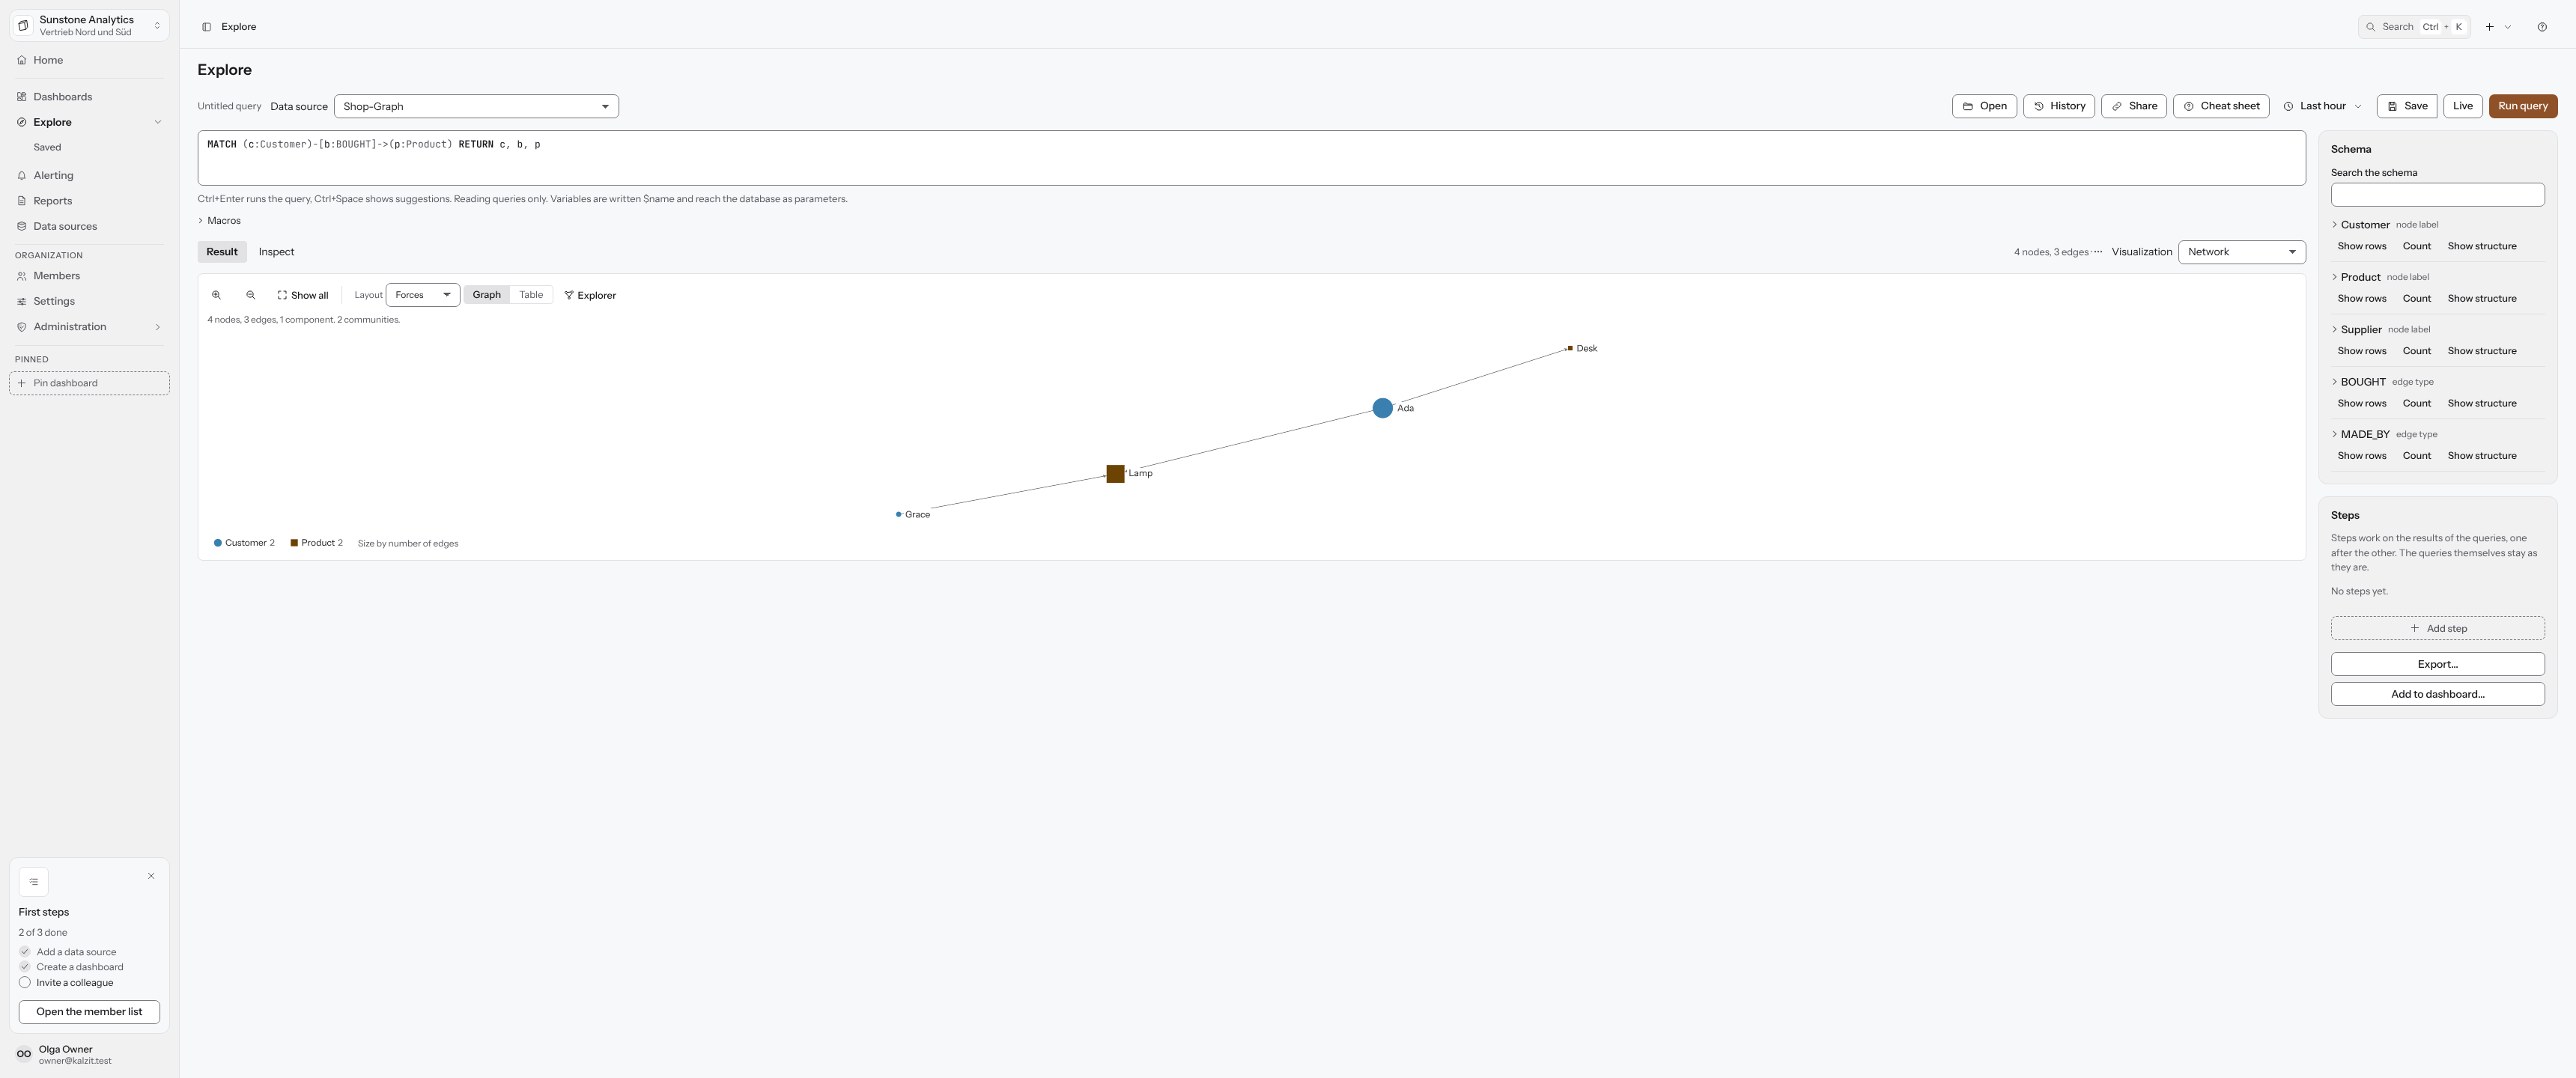 Sunstone Analytics
Vertrieb Nord und Süd
Home
Dashboards
Explore
Saved
Alerting
Reports
Data sources
ORGANIZATION
Members
Settings
Administration
PINNED
Pin dashboard
First steps
2 of 3 done
Add a data source
Create a dashboard
Invite a colleague
Open the member list
OO
Olga Owner
owner@kalzit.test
Explore
Search Ctrl + K
Explore
Untitled query Data source Shop-Graph
Open History Share Cheat sheet Last hour Save Live Run query
MATCH (c:Customer)-[b:BOUGHT]->(p:Product) RETURN c, b, p
Ctrl+Enter runs the query, Ctrl+Space shows suggestions. Reading queries only. Variables are written $name and reach the database as parameters.
Macros
Result Inspect
4 nodes, 3 edges · ··· Visualization Network
Show all Layout Forces Graph Table Explorer
4 nodes, 3 edges, 1 component. 2 communities.
Desk
Ada
Lamp
Grace
Customer 2 Product 2 Size by number of edges
Schema
Search the schema
Customer node label
Show rows Count Show structure
Product node label
Show rows Count Show structure
Supplier node label
Show rows Count Show structure
BOUGHT edge type
Show rows Count Show structure
MADE_BY edge type
Show rows Count Show structure
Steps
Steps work on the results of the queries, one
after the other. The queries themselves stay as
they are.
No steps yet.
Add step
Export...
Add to dashboard...